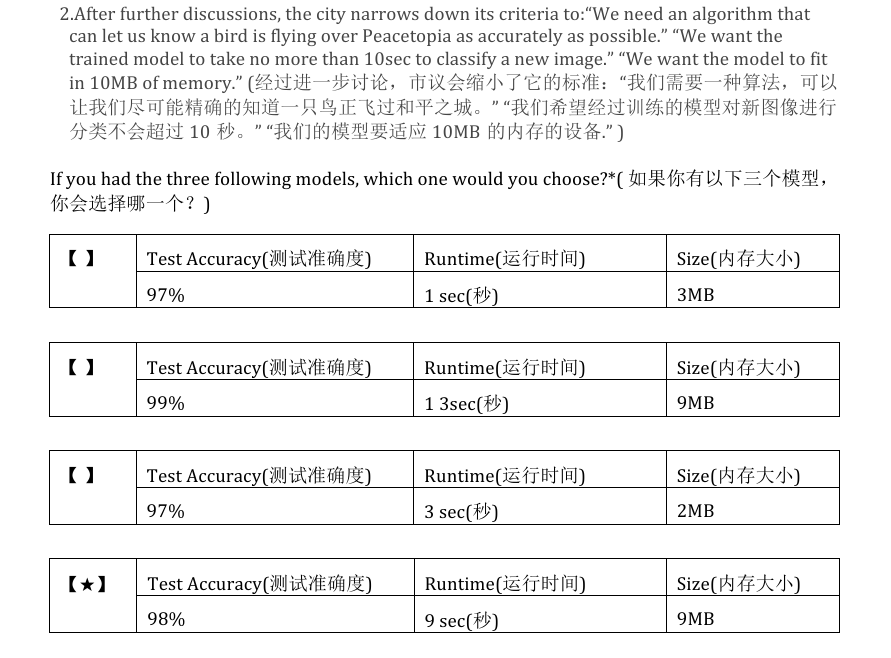 2.After further discussions, the city narrows down its criteria to:“We need an algorithm that
can let us know a bird is flying over Peacetopia as accurately as possible.” “We want the
trained model to take no more than 10sec to classify a new image.” “We want the model to fit
in 10MB of memory.” (经过进一步讨论，市议会缩小了它的标准：“我们需要一种算法，可以
让我们尽可能精确的知道一只鸟正飞过和平之城。” “我们希望经过训练的模型对新图像进行
分类不会超过 10 秒。” “我们的模型要适应 10MB 的内存的设备.” )
If you had the three following models, which one would you choose?*( 如果你有以下三个模型，
你会选择哪一个？)
【 】 Test Accuracy(测试准确度) Runtime(运行时间) Size(内存大小)
97% 1 sec(秒) 3MB
【 】 Test Accuracy(测试准确度) Runtime(运行时间) Size(内存大小)
99% 1 3sec(秒) 9MB
【 】 Test Accuracy(测试准确度) Runtime(运行时间) Size(内存大小)
97% 3 sec(秒) 2MB
【★】 Test Accuracy(测试准确度) Runtime(运行时间) Size(内存大小)
98% 9 sec(秒) 9MB